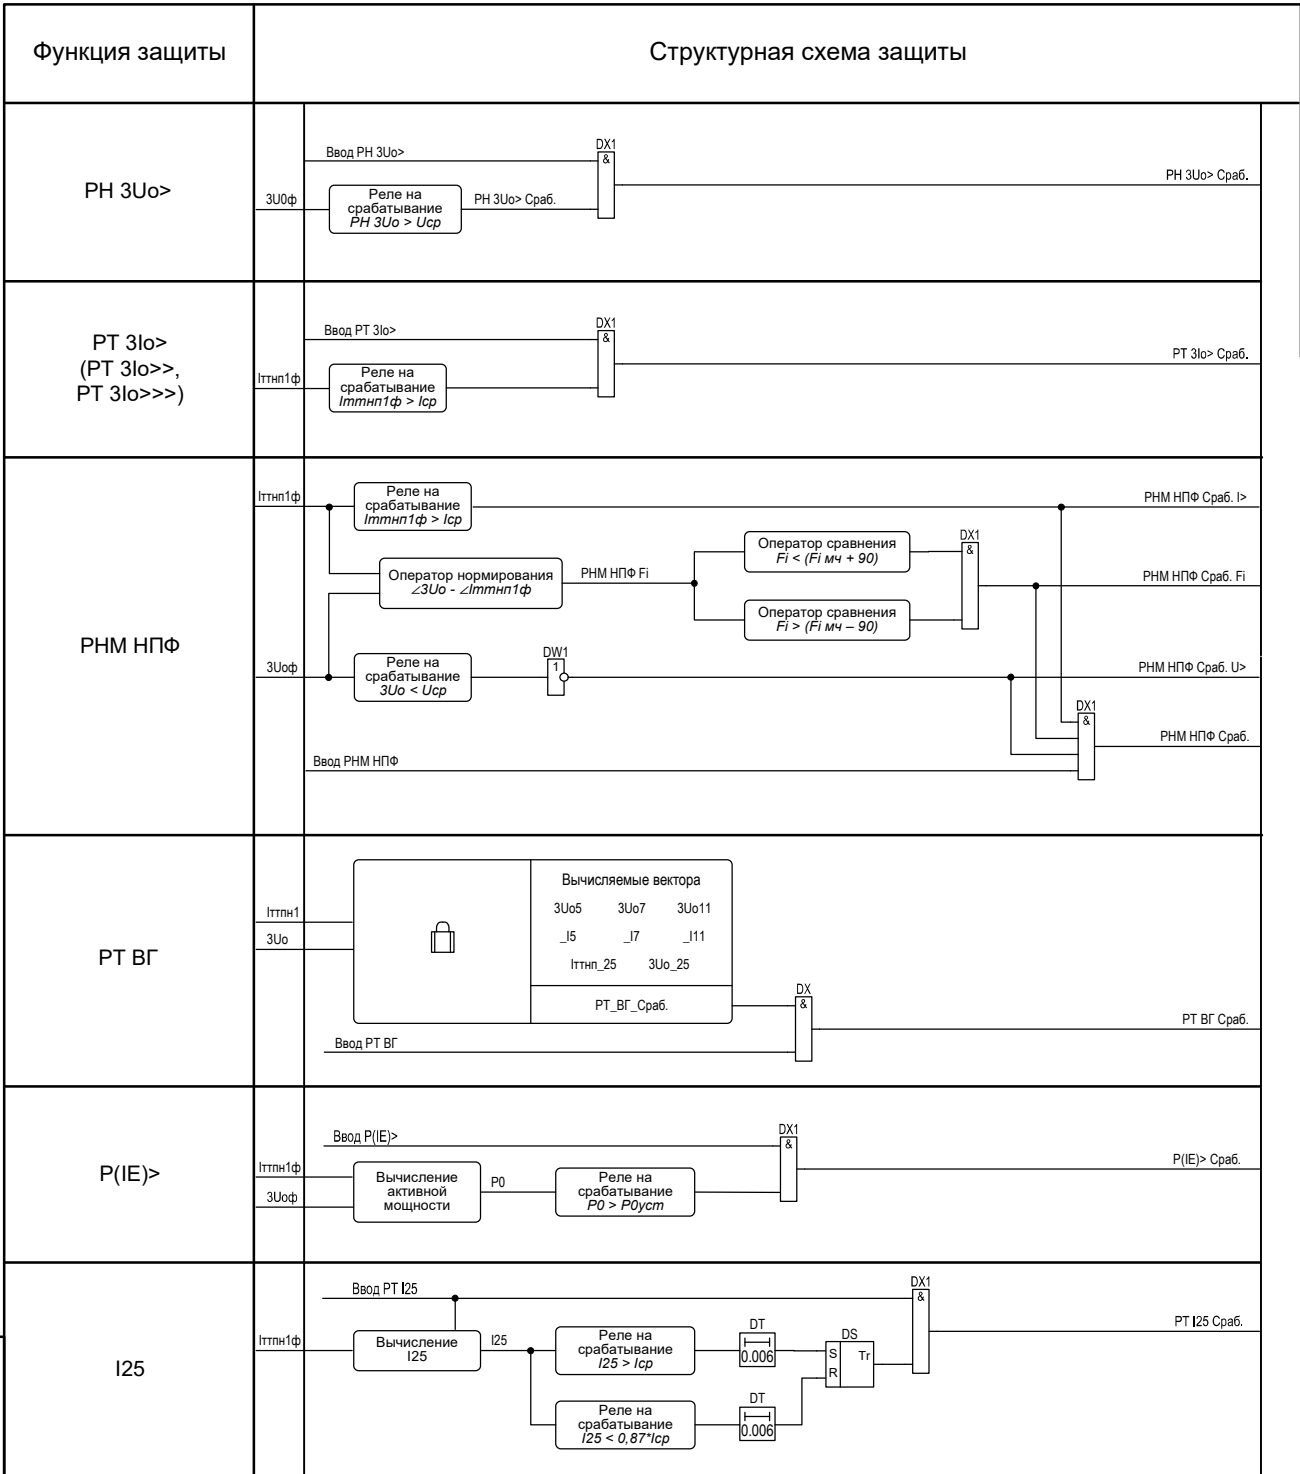 Функция защиты
Структурная схема защиты
РН 3Uo>
3U0ф
Ввод РН 3Uo>
Реле на
срабатывание
РН 3Uo > Uср
РН 3Uo> Сраб.
DX1
&
РН 3Uo> Сраб.
РТ 3Io>
(РТ 3Io>>,
РТ 3Io>>>)
Iттнп1ф
Ввод РТ 3Io>
Реле на
срабатывание
Iттнп1ф > Iср
DX1
&
РТ 3Io> Сраб.
РНМ НПФ
Iттнп1ф
Реле на
срабатывание
Iттнп1ф > Iср
РНМ НПФ Сраб. I>
Оператор нормирования
∠3Uo - ∠Iттнп1ф
РНМ НПФ Fi
Оператор сравнения
Fi < (Fi мч + 90)
Оператор сравнения
Fi > (Fi мч – 90)
DX1
&
РНМ НПФ Сраб. Fi
3Uoф
Реле на
срабатывание
3Uo < Uср
DW1
1
РНМ НПФ Сраб. U>
DX1
&
РНМ НПФ Сраб.
Ввод РНМ НПФ
РТ ВГ
Iттпн1
3Uo
Вычисляемые вектора
3Uo5 3Uo7 3Uo11
_I5 _I7 _I11
Iттнп_25 3Uo_25
РТ_ВГ_Сраб.
DX
&
РТ ВГ Сраб.
Ввод РТ ВГ
P(IE)>
Ввод P(IE)>
Iттпн1ф
3Uoф
Вычисление
активной
мощности
P0
Реле на
срабатывание
P0 > P0уст
DX1
&
P(IE)> Сраб.
I25
Ввод РТ I25
Iттпн1ф
Вычисление
I25
I25
Реле на
срабатывание
I25 > Iср
DT
0.006
Реле на
срабатывание
I25 < 0,87*Iср
DT
0.006
DS
S Tr
R
DX1
&
РТ I25 Сраб.